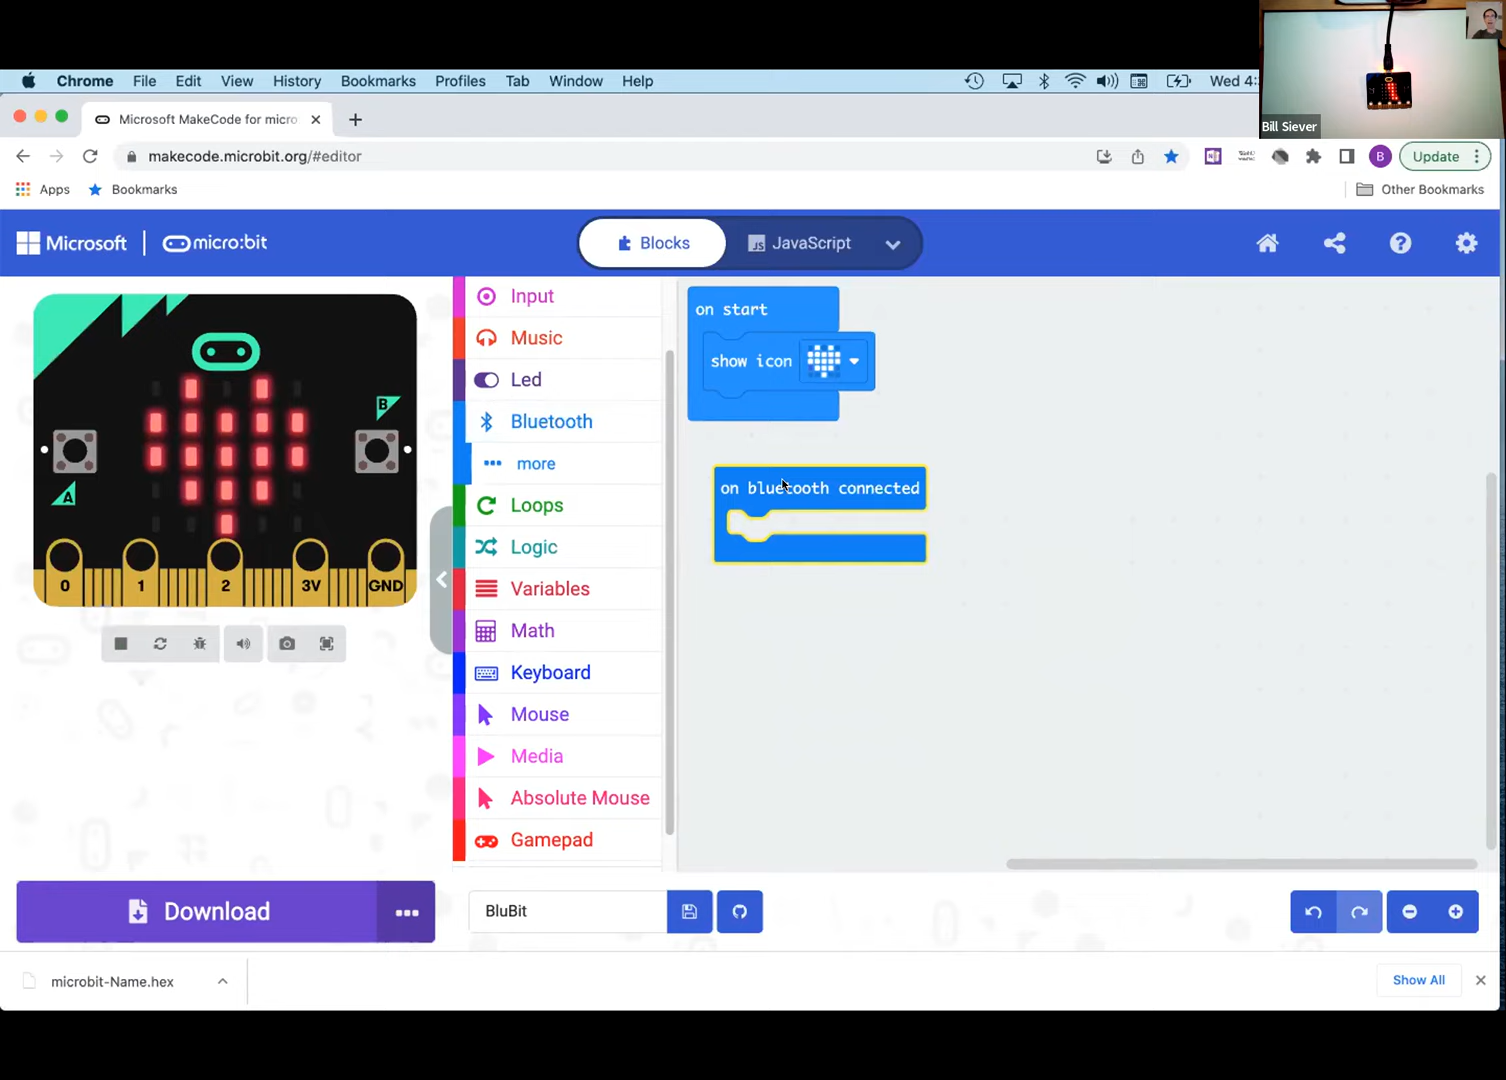 Chrome File Edit View History Bookmarks Profiles Tab Window Help Wed 4:
Bill Siever
Microsoft MakeCode for micro
makecode.microbit.org/#editor
B Update
Apps Bookmarks Other Bookmarks
Microsoft micro:bit Blocks JS JavaScript
A
B
0 1 2 3V GND
Input
Music
Led
Bluetooth
more
Loops
Logic
Variables
Math
Keyboard
Mouse
Media
Absolute Mouse
Gamepad
on start
show icon
on bluetooth connected
Download
BluBit
microbit-Name.hex
Show All